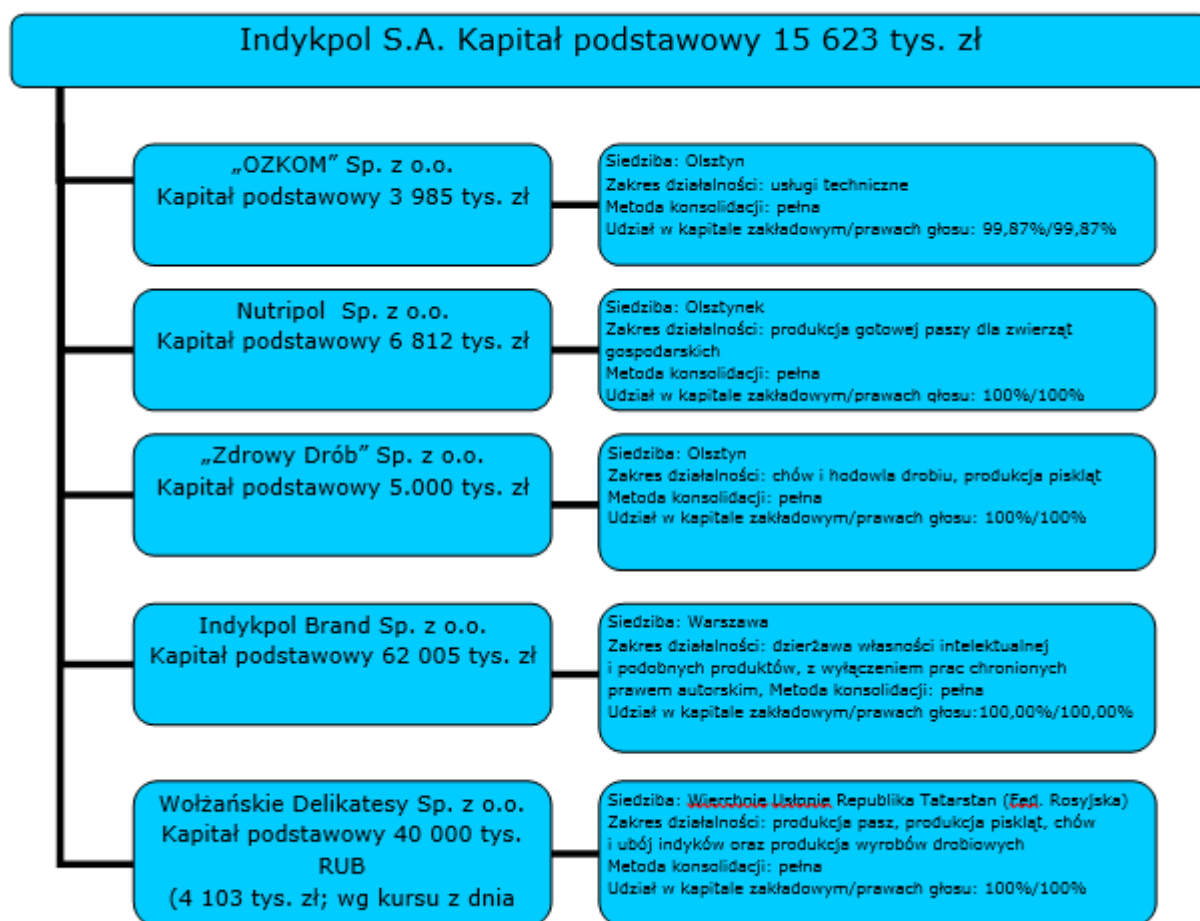 Indykpol S.A. Kapitał podstawowy 15 623 tys. zł
„OZKOM” Sp. z o.o.
Kapitał podstawowy 3 985 tys. zł
Siedziba: Olsztyn
Zakres działalności: usługi techniczne
Metoda konsolidacji: pełna
Udział w kapitale zakładowym/prawach głosu: 99,87%/99,87%
Nutripol Sp. z o.o.
Kapitał podstawowy 6 812 tys. zł
Siedziba: Olsztynek
Zakres działalności: produkcja gotowej paszy dla zwierząt
gospodarskich
Metoda konsolidacji: pełna
Udział w kapitale zakładowym/prawach głosu: 100%/100%
„Zdrowy Drób” Sp. z o.o.
Kapitał podstawowy 5.000 tys. zł
Siedziba: Olsztyn
Zakres działalności: chów i hodowla drobiu, produkcja piskląt
Metoda konsolidacji: pełna
Udział w kapitale zakładowym/prawach głosu: 100%/100%
Indykpol Brand Sp. z o.o.
Kapitał podstawowy 62 005 tys. zł
Siedziba: Warszawa
Zakres działalności: dzierżawa własności intelektualnej
i podobnych produktów, z wyłączeniem prac chronionych
prawem autorskim, Metoda konsolidacji: pełna
Udział w kapitale zakładowym/prawach głosu:100,00%/100,00%
Wołżańskie Delikatesy Sp. z o.o.
Kapitał podstawowy 40 000 tys.
RUB
(4 103 tys. zł; wg kursu z dnia
Siedziba: Wierchnie Usłonie Republika Tatarstan (Fed. Rosyjska)
Zakres działalności: produkcja pasz, produkcja piskląt, chów
i ubój indyków oraz produkcja wyrobów drobiowych
Metoda konsolidacji: pełna
Udział w kapitale zakładowym/prawach głosu: 100%/100%